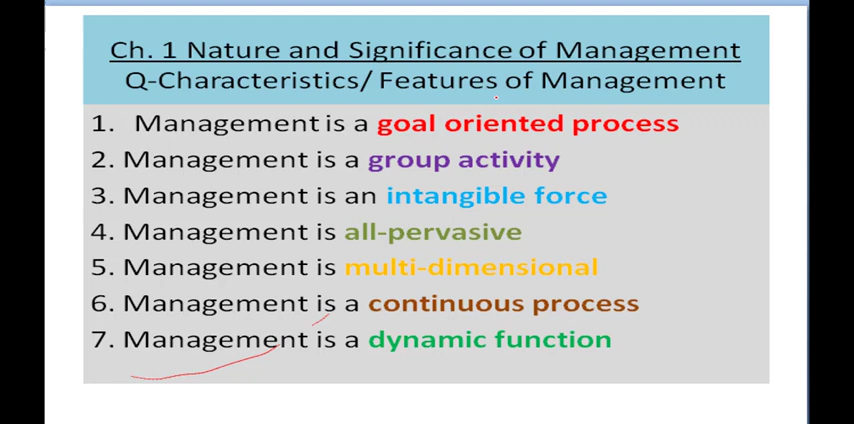 Ch. 1 Nature and Significance of Management
Q-Characteristics/ Features of Management
1. Management is a goal oriented process
2. Management is a group activity
3. Management is an intangible force
4. Management is all-pervasive
5. Management is multi-dimensional
6. Management is a continuous process
7. Management is a dynamic function